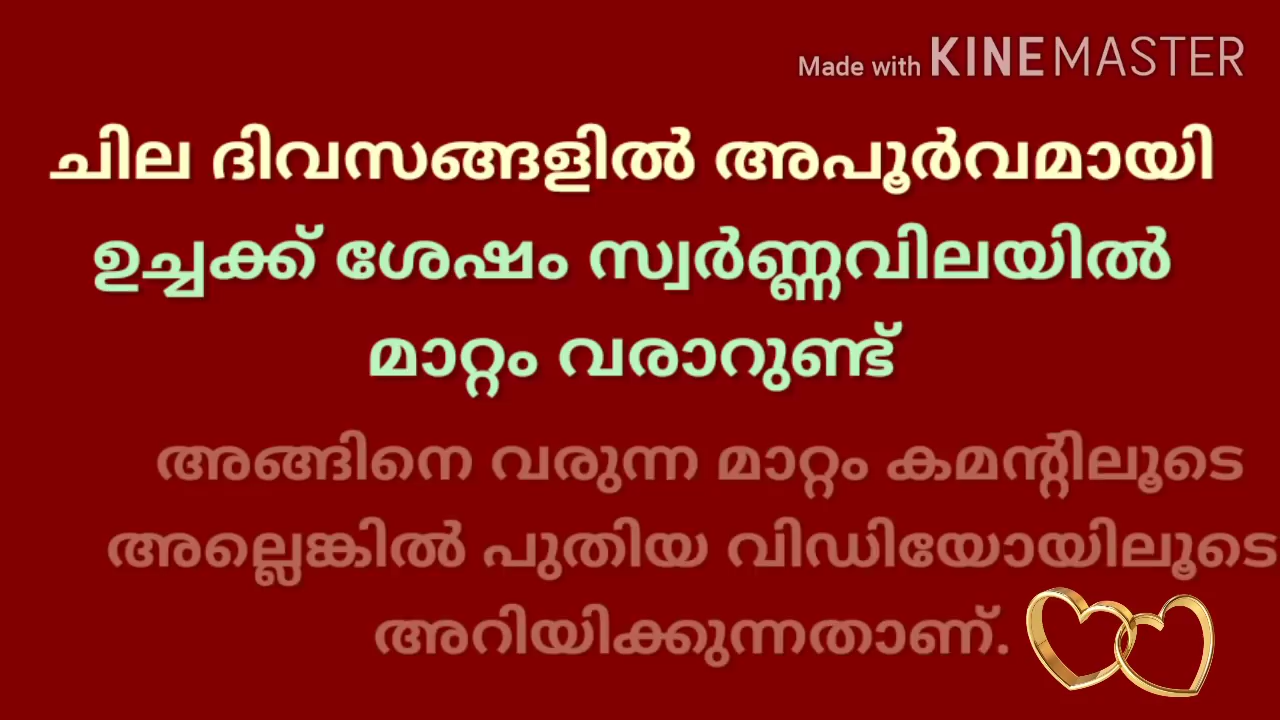 Made with KINEMASTER
ചില ദിവസങ്ങളിൽ അപൂർവമായി
ഉച്ചക്ക് ശേഷം സ്വർണ്ണവിലയിൽ
മാറ്റം വരാറുണ്ട്
അങ്ങിനെ വരുന്ന മാറ്റം കമന്റിലൂടെ
അല്ലെങ്കിൽ പുതിയ വിഡിയോയിലൂടെ
അറിയിക്കുന്നതാണ്.